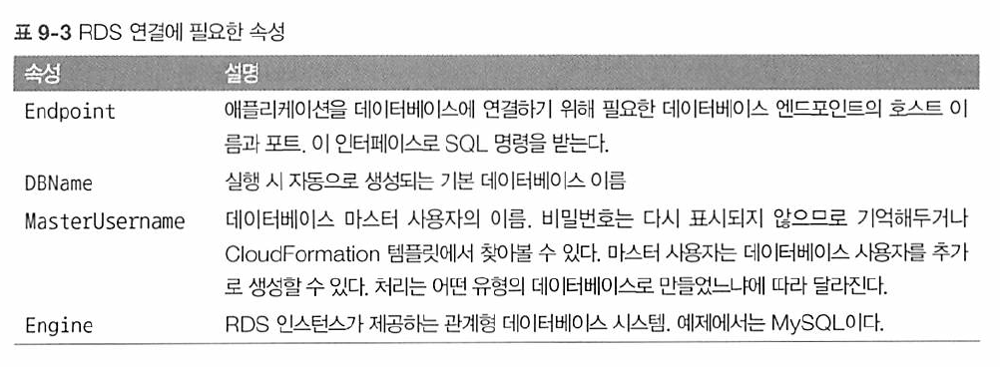 표 9-3 RDS 연결에 필요한 속성
속성 설명
Endpoint 애플리케이션을 데이터베이스에 연결하기 위해 필요한 데이터베이스 엔드포인트의 호스트 이
름과 포트. 이 인터페이스로 SQL 명령을 받는다.
DBName 실행 시 자동으로 생성되는 기본 데이터베이스 이름
MasterUsername 데이터베이스 마스터 사용자의 이름. 비밀번호는 다시 표시되지 않으므로 기억해두거나
CloudFormation 템플릿에서 찾아볼 수 있다. 마스터 사용자는 데이터베이스 사용자를 추가
로 생성할 수 있다. 처리는 어떤 유형의 데이터베이스로 만들었느냐에 따라 달라진다.
Engine RDS 인스턴스가 제공하는 관계형 데이터베이스 시스템. 예제에서는 MySQL이다.